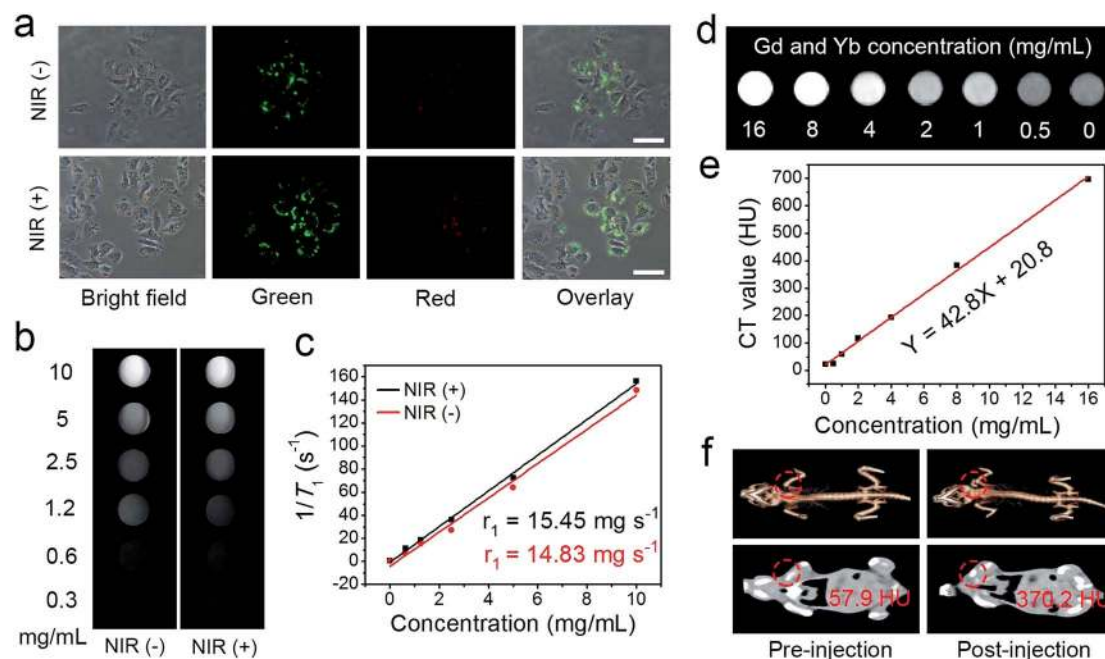 a
NIR (-)
NIR (+)
Bright field Green Red Overlay
b
10
5
2.5
1.2
0.6
0.3
mg/mL NIR (-) NIR (+)
c
160
140
120
100
80
60
40
20
0
-20
1/T₁ (s⁻¹)
NIR (+)
NIR (-)
r₁ = 15.45 mg s⁻¹
r₁ = 14.83 mg s⁻¹
0 2 4 6 8 10
Concentration (mg/mL)
d
Gd and Yb concentration (mg/mL)
16 8 4 2 1 0.5 0
e
700
600
500
400
300
200
100
0
CT value (HU)
Y = 42.8X + 20.8
0 2 4 6 8 10 12 14 16
Concentration (mg/mL)
f
57.9 HU 370.2 HU
Pre-injection Post-injection